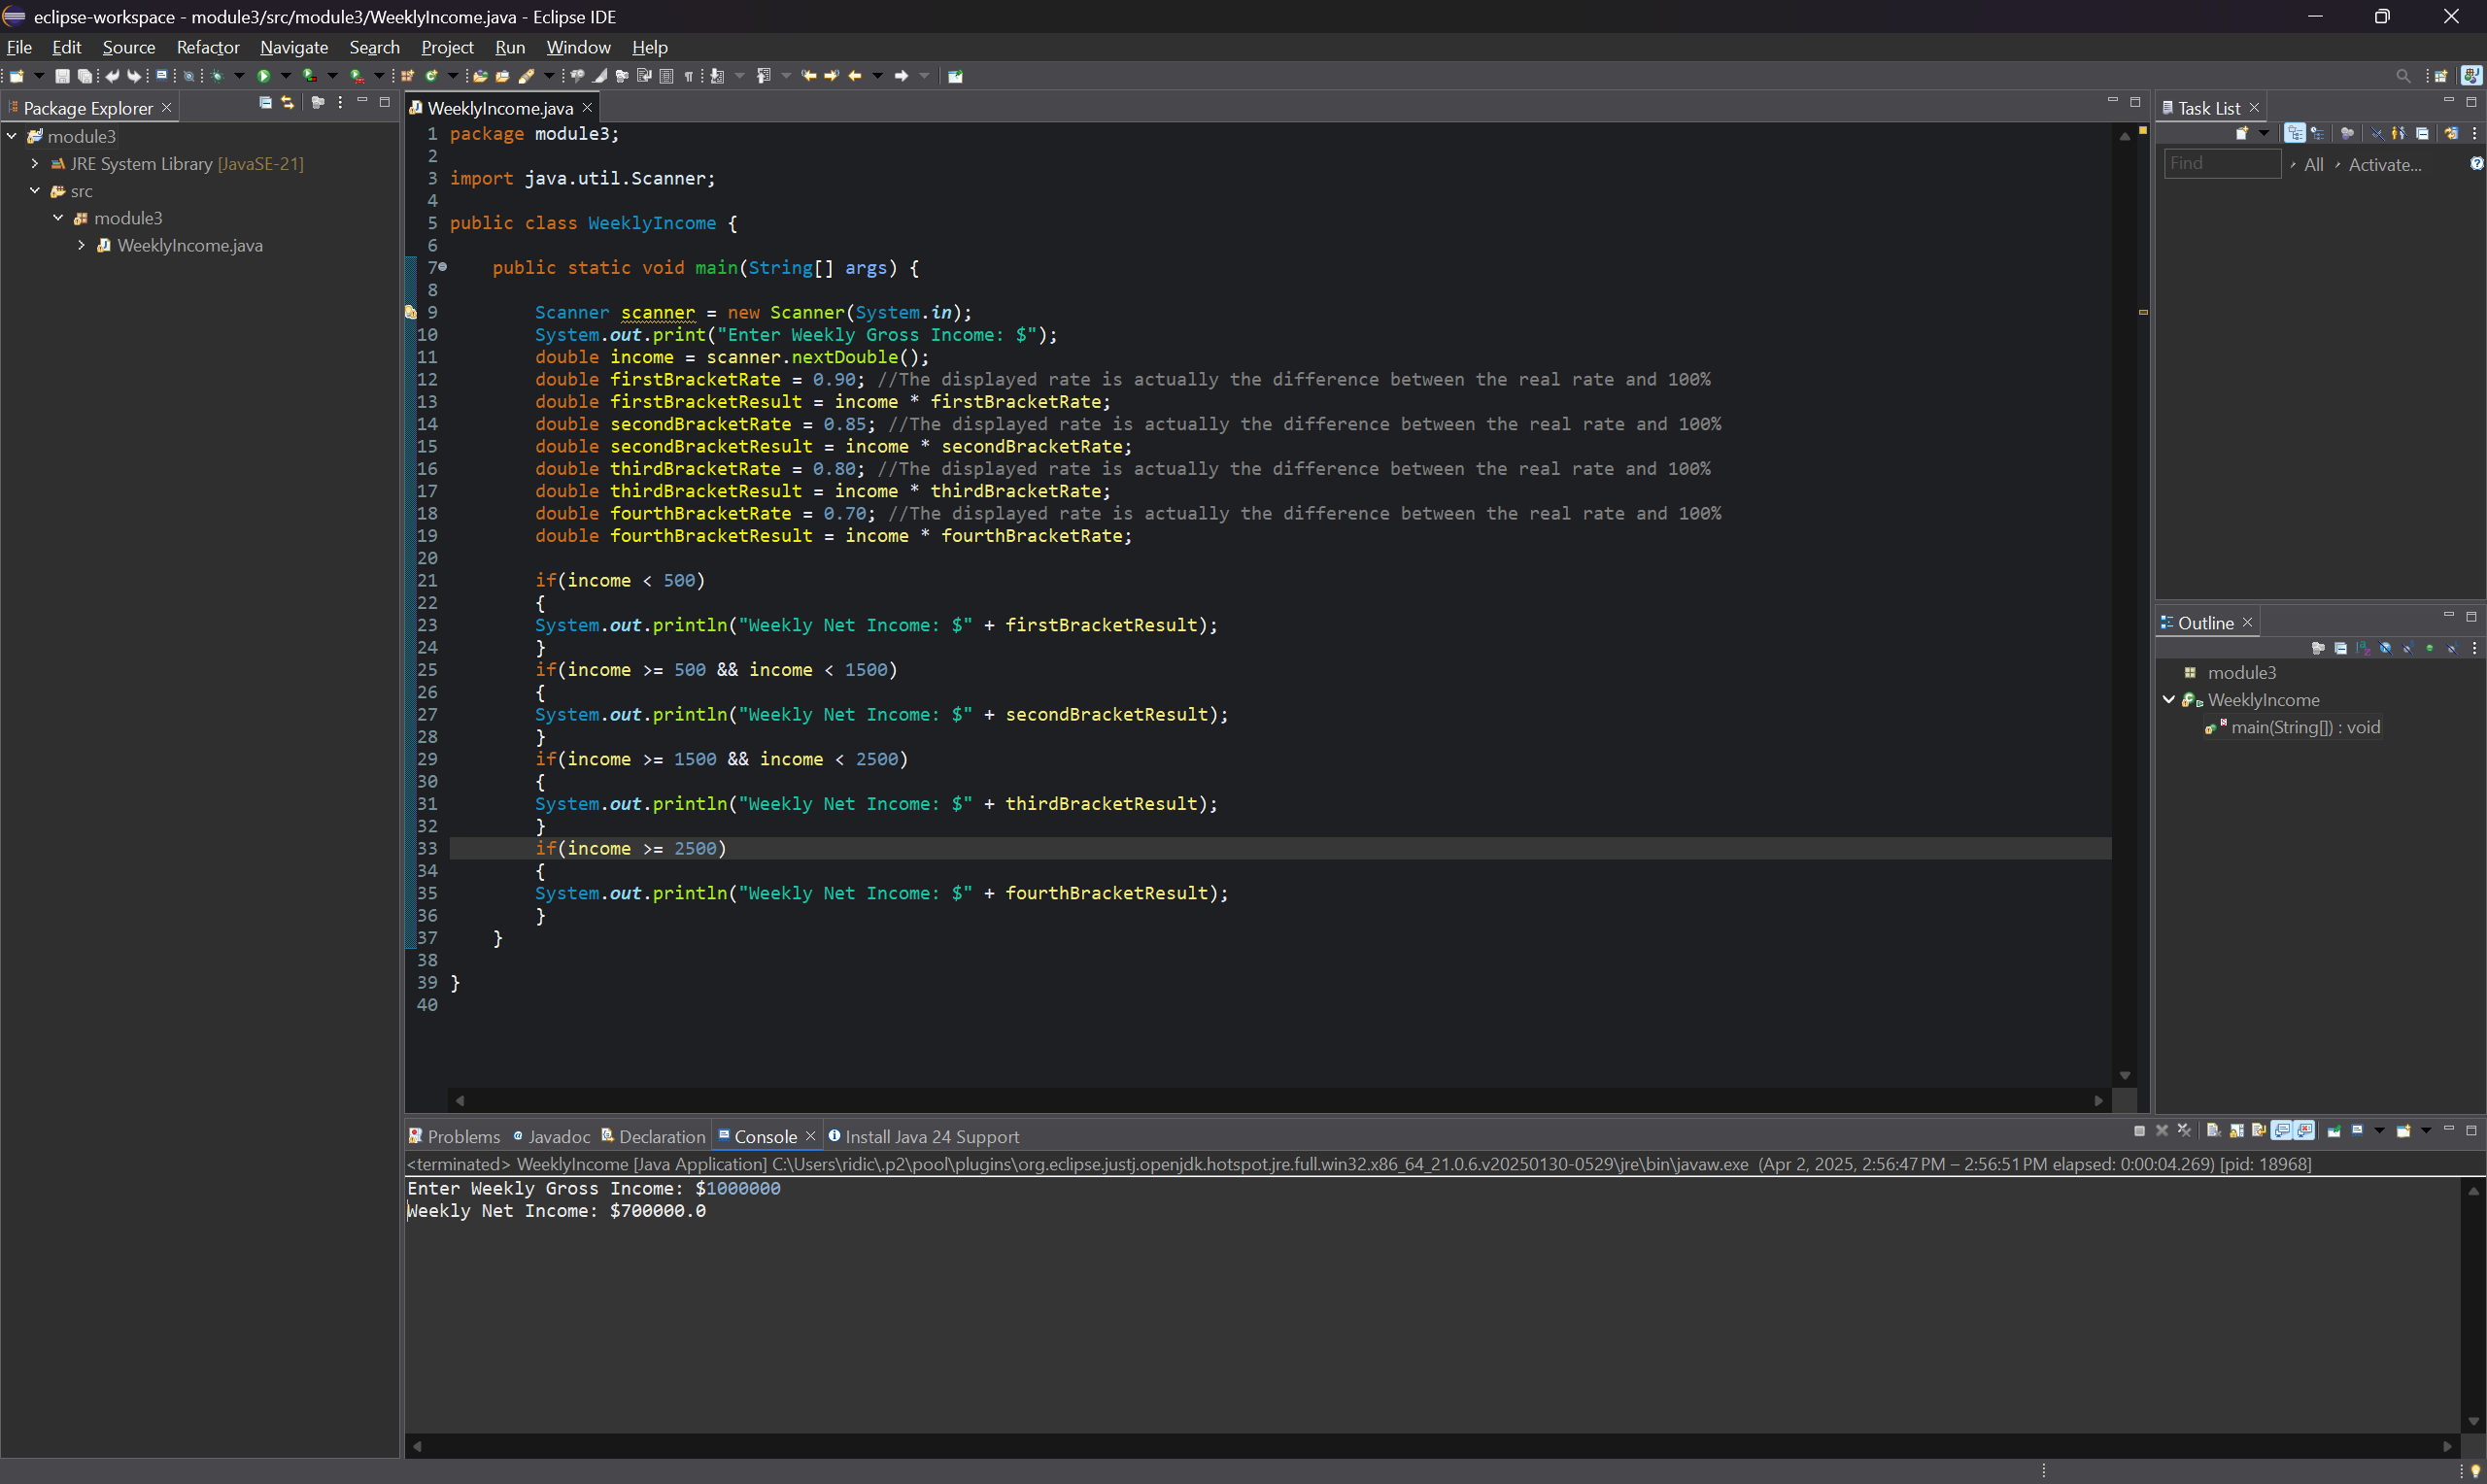 eclipse-workspace - module3/src/module3/WeeklyIncome.java - Eclipse IDE
File Edit Source Refactor Navigate Search Project Run Window Help
Package Explorer
module3
JRE System Library [JavaSE-21]
src
module3
WeeklyIncome.java
WeeklyIncome.java
1 package module3;
2
3 import java.util.Scanner;
4
5 public class WeeklyIncome {
6
7 public static void main(String[] args) {
8
9 Scanner scanner = new Scanner(System.in);
10 System.out.print("Enter Weekly Gross Income: $");
11 double income = scanner.nextDouble();
12 double firstBracketRate = 0.90; //The displayed rate is actually the difference between the real rate and 100%
13 double firstBracketResult = income * firstBracketRate;
14 double secondBracketRate = 0.85; //The displayed rate is actually the difference between the real rate and 100%
15 double secondBracketResult = income * secondBracketRate;
16 double thirdBracketRate = 0.80; //The displayed rate is actually the difference between the real rate and 100%
17 double thirdBracketResult = income * thirdBracketRate;
18 double fourthBracketRate = 0.70; //The displayed rate is actually the difference between the real rate and 100%
19 double fourthBracketResult = income * fourthBracketRate;
20
21 if(income < 500)
22 {
23 System.out.println("Weekly Net Income: $" + firstBracketResult);
24 }
25 if(income >= 500 && income < 1500)
26 {
27 System.out.println("Weekly Net Income: $" + secondBracketResult);
28 }
29 if(income >= 1500 && income < 2500)
30 {
31 System.out.println("Weekly Net Income: $" + thirdBracketResult);
32 }
33 if(income >= 2500)
34 {
35 System.out.println("Weekly Net Income: $" + fourthBracketResult);
36 }
37 }
38
39 }
40
Task List
Find All Activate...
Outline
module3
WeeklyIncome
main(String[]) : void
Problems Javadoc Declaration Console Install Java 24 Support
<terminated> WeeklyIncome [Java Application] C:\Users\ridic\.p2\pool\plugins\org.eclipse.justj.openjdk.hotspot.jre.full.win32.x86_64_21.0.6.v20250130-0529\jre\bin\javaw.exe (Apr 2, 2025, 2:56:47 PM – 2:56:51 PM elapsed: 0:00:04.269) [pid: 18968]
Enter Weekly Gross Income: $1000000
Weekly Net Income: $700000.0